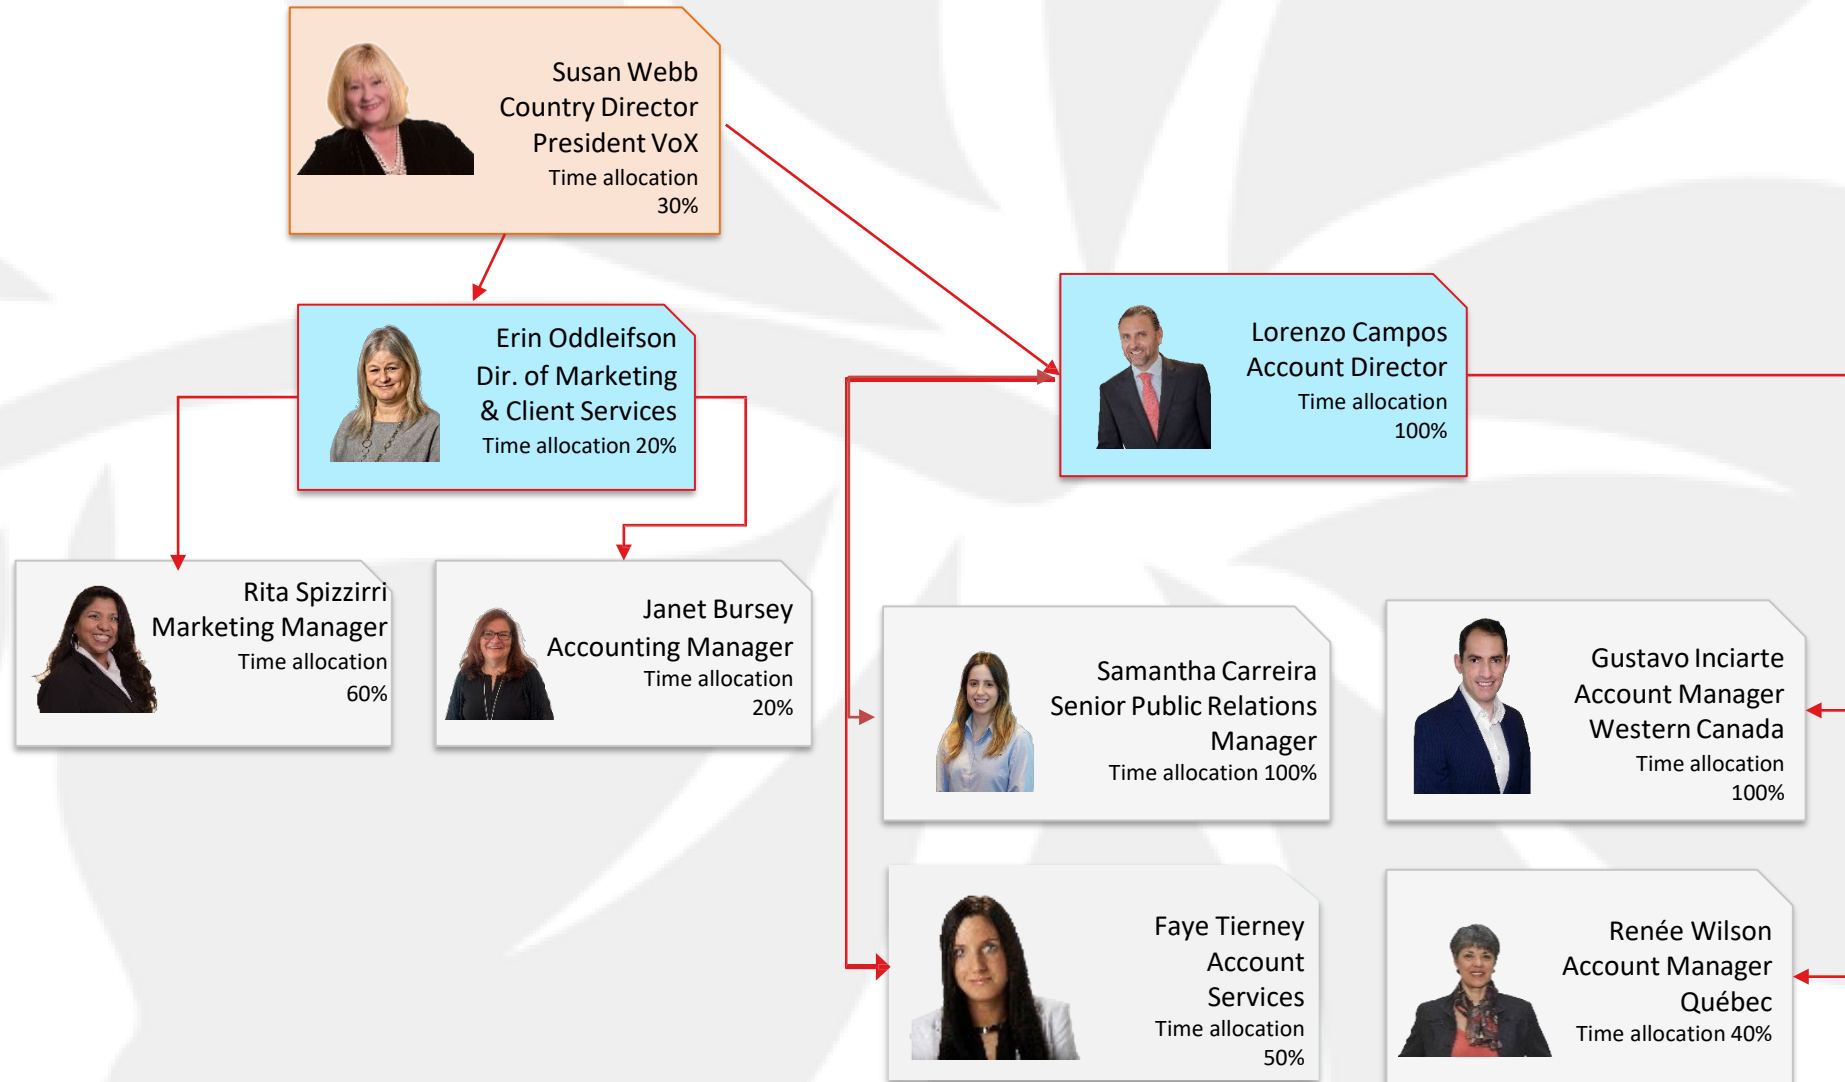 Susan Webb
Country Director
President VoX
Time allocation
30%
Erin Oddleifson
Dir. of Marketing
& Client Services
Time allocation 20%
Lorenzo Campos
Account Director
Time allocation
100%
Rita Spizzirri
Marketing Manager
Time allocation
60%
Janet Bursey
Accounting Manager
Time allocation
20%
Samantha Carreira
Senior Public Relations
Manager
Time allocation 100%
Gustavo Inciarte
Account Manager
Western Canada
Time allocation
100%
Faye Tierney
Account
Services
Time allocation
50%
Renée Wilson
Account Manager
Québec
Time allocation 40%